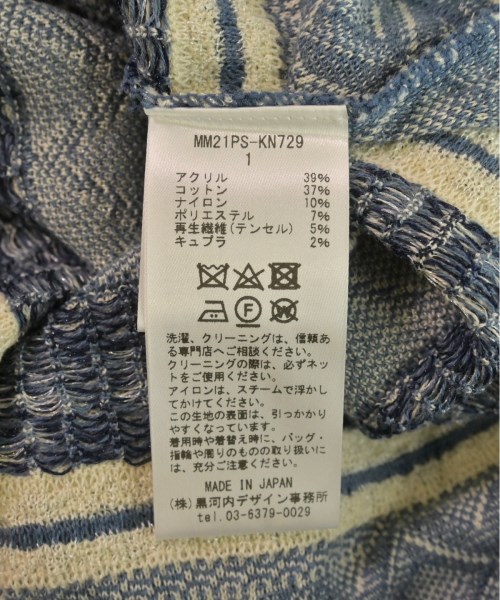 MM21PS-KN729
1
アクリル 39%
コットン 37%
ナイロン 10%
ポリエステル 7%
再生繊維(テンセル) 5%
キュプラ 2%
F W
洗濯、クリーニングは、信頼あ
る専門店へご相談ください。
クリーニングの際は、必ずネッ
トをご使用ください。
アイロンは、スチームで浮かし
てかけてください。
この生地の表面は、引っかかり
やすくなっています。
着用時や着替え時に、バッグ・
指輪や周りのものの取り扱いに
は、充分ご注意ください。
MADE IN JAPAN
(株)黒河内デザイン事務所
tel.03-6379-0029